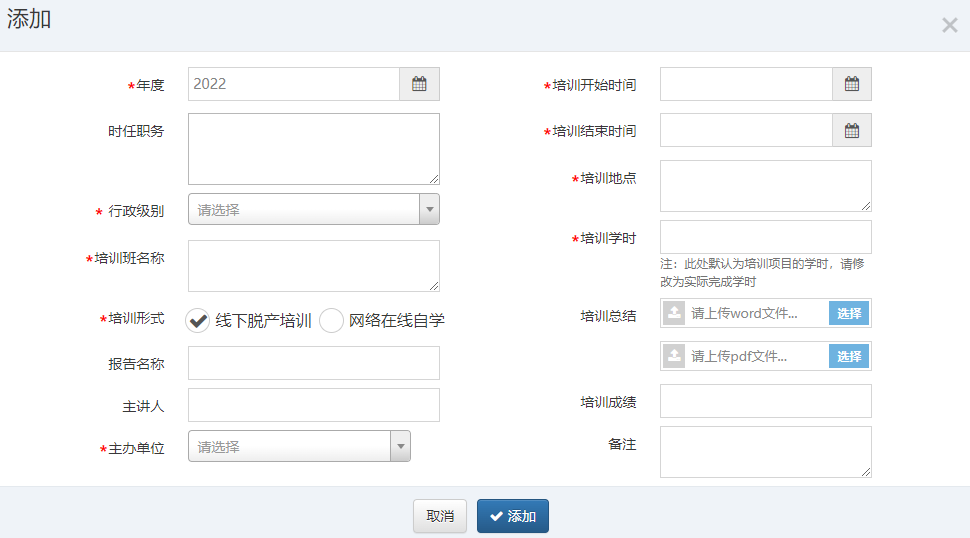 添加
*年度
2022
时任职务
* 行政级别
请选择
*培训班名称
*培训形式
线下脱产培训
网络在线自学
报告名称
主讲人
*主办单位
请选择
*培训开始时间
*培训结束时间
*培训地点
*培训学时
注：此处默认为培训项目的学时，请修
改为实际完成学时
培训总结
请上传word文件...
选择
请上传pdf文件...
选择
培训成绩
备注
取消
添加